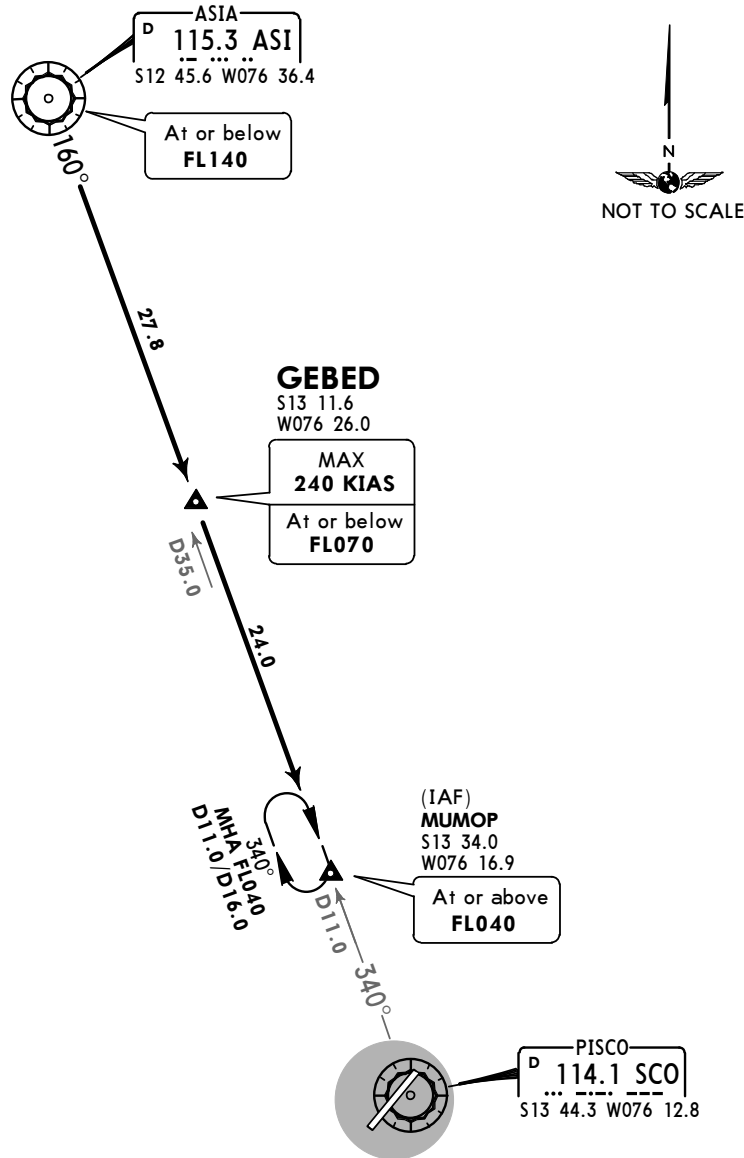 ASIA
D 115.3 ASI
S12 45.6 W076 36.4
At or below
FL140
160°
N
NOT TO SCALE
27.8
GEBED
S13 11.6
W076 26.0
MAX
240 KIAS
At or below
FL070
D35.0
24.0
340°
MHA FL040
D11.0/D16.0
(IAF)
MUMOP
S13 34.0
W076 16.9
At or above
FL040
D11.0
340°
PISCO
D 114.1 SCO
S13 44.3 W076 12.8